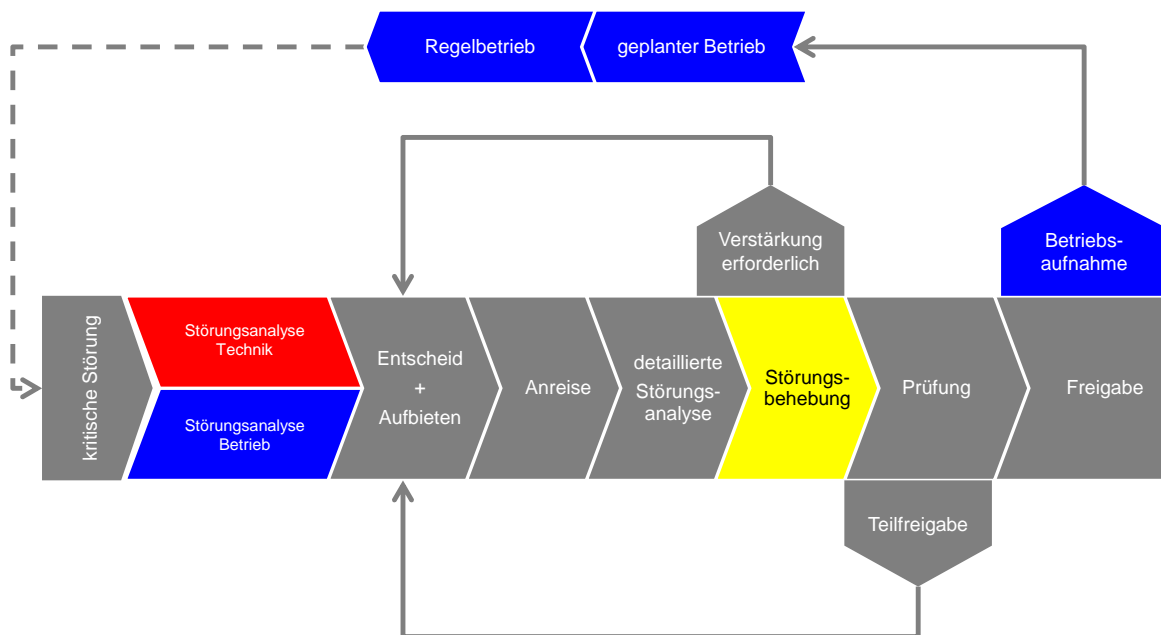 Regelbetrieb
geplanter Betrieb
Verstärkung
erforderlich
Betriebs-
aufnahme
kritische Störung
Störungsanalyse
Technik
Störungsanalyse
Betrieb
Entscheid
+
Aufbieten
Anreise
detaillierte
Störungs-
analyse
Störungs-
behebung
Prüfung
Freigabe
Teilfreigabe